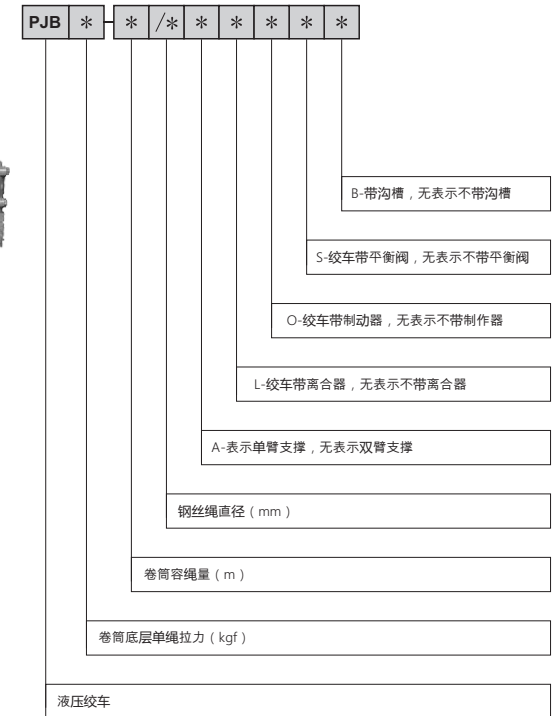 PJB * - * /* * * * * *
B-带沟槽，无表示不带沟槽
S-绞车带平衡阀，无表示不带平衡阀
O-绞车带制动器，无表示不带制作器
L-绞车带离合器，无表示不带离合器
A-表示单臂支撑，无表示双臂支撑
钢丝绳直径（mm）
卷筒容绳量（m）
卷筒底层单绳拉力（kgf）
液压绞车